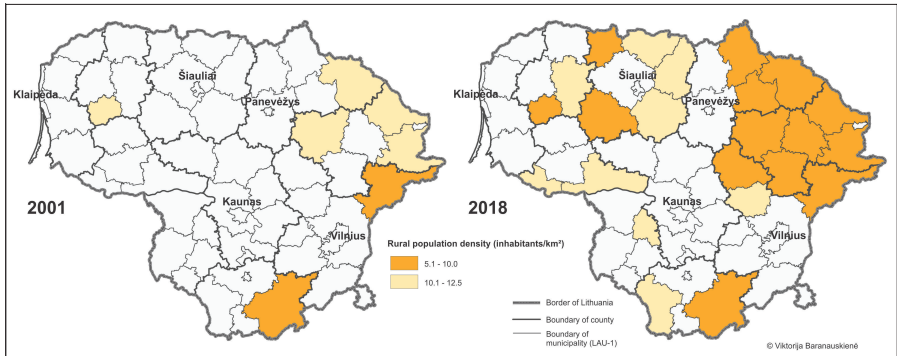 Klaipėda
Šiauliai
Panevėžys
Kaunas
Vilnius
2001
Klaipėda
Šiauliai
Panevėžys
Kaunas
Vilnius
2018
Rural population density (inhabitants/km²)
5.1 - 10.0
10.1 - 12.5
Border of Lithuania
Boundary of county
Boundary of
municipality (LAU-1)
© Viktorija Baranauskienė